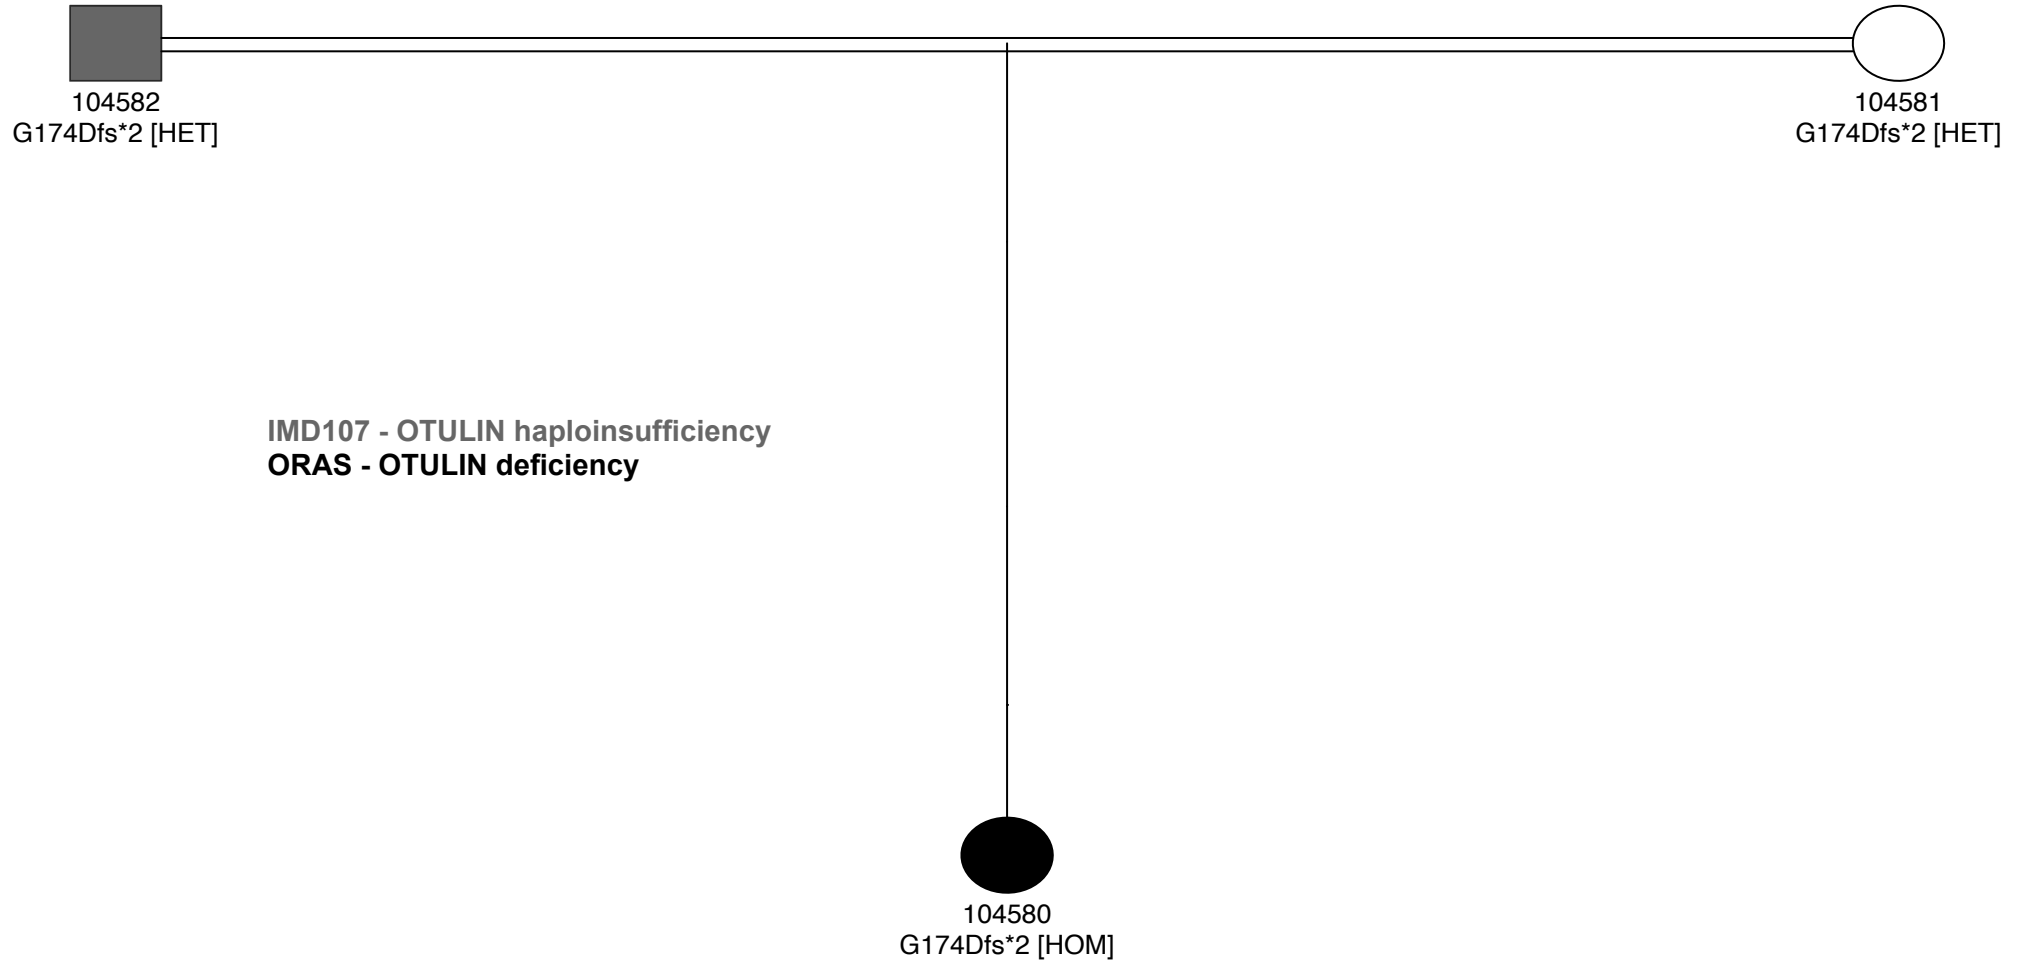 104582
G174Dfs*2 [HET]
104581
G174Dfs*2 [HET]
IMD107 - OTULIN haploinsufficiency
ORAS - OTULIN deficiency
104580
G174Dfs*2 [HOM]